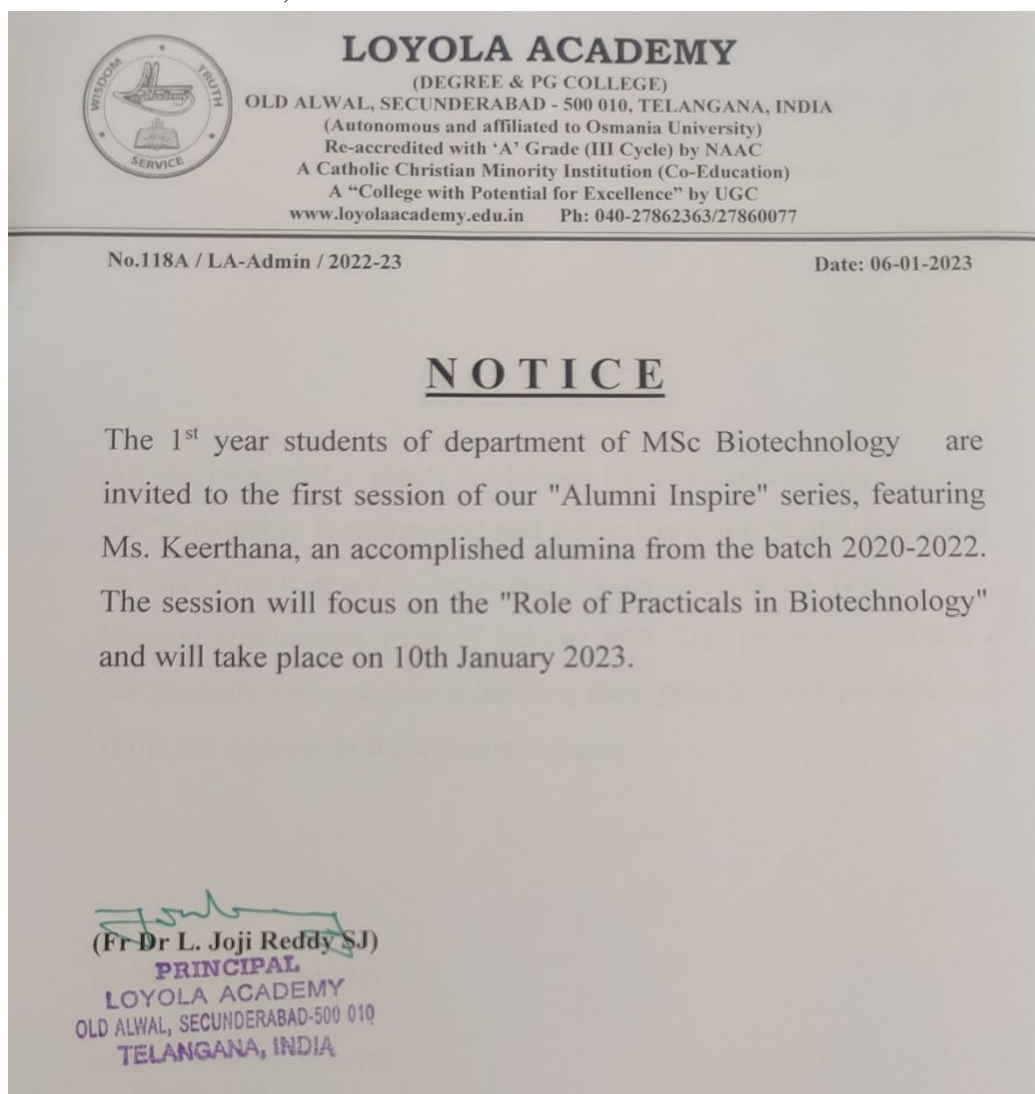 LOYOLA ACADEMY
(DEGREE & PG COLLEGE)
OLD ALWAL, SECUNDERABAD - 500 010, TELANGANA, INDIA
(Autonomous and affiliated to Osmania University)
Re-accredited with ‘A’ Grade (III Cycle) by NAAC
A Catholic Christian Minority Institution (Co-Education)
A “College with Potential for Excellence” by UGC
www.loyolaacademy.edu.in Ph: 040-27862363/27860077
WISDOM TRUTH
SERVICE
No.118A / LA-Admin / 2022-23 Date: 06-01-2023
NOTICE
The 1st year students of department of MSc Biotechnology are
invited to the first session of our "Alumni Inspire" series, featuring
Ms. Keerthana, an accomplished alumina from the batch 2020-2022.
The session will focus on the "Role of Practicals in Biotechnology"
and will take place on 10th January 2023.
(Fr Dr L. Joji Reddy SJ)
PRINCIPAL
LOYOLA ACADEMY
OLD ALWAL, SECUNDERABAD-500 010
TELANGANA, INDIA